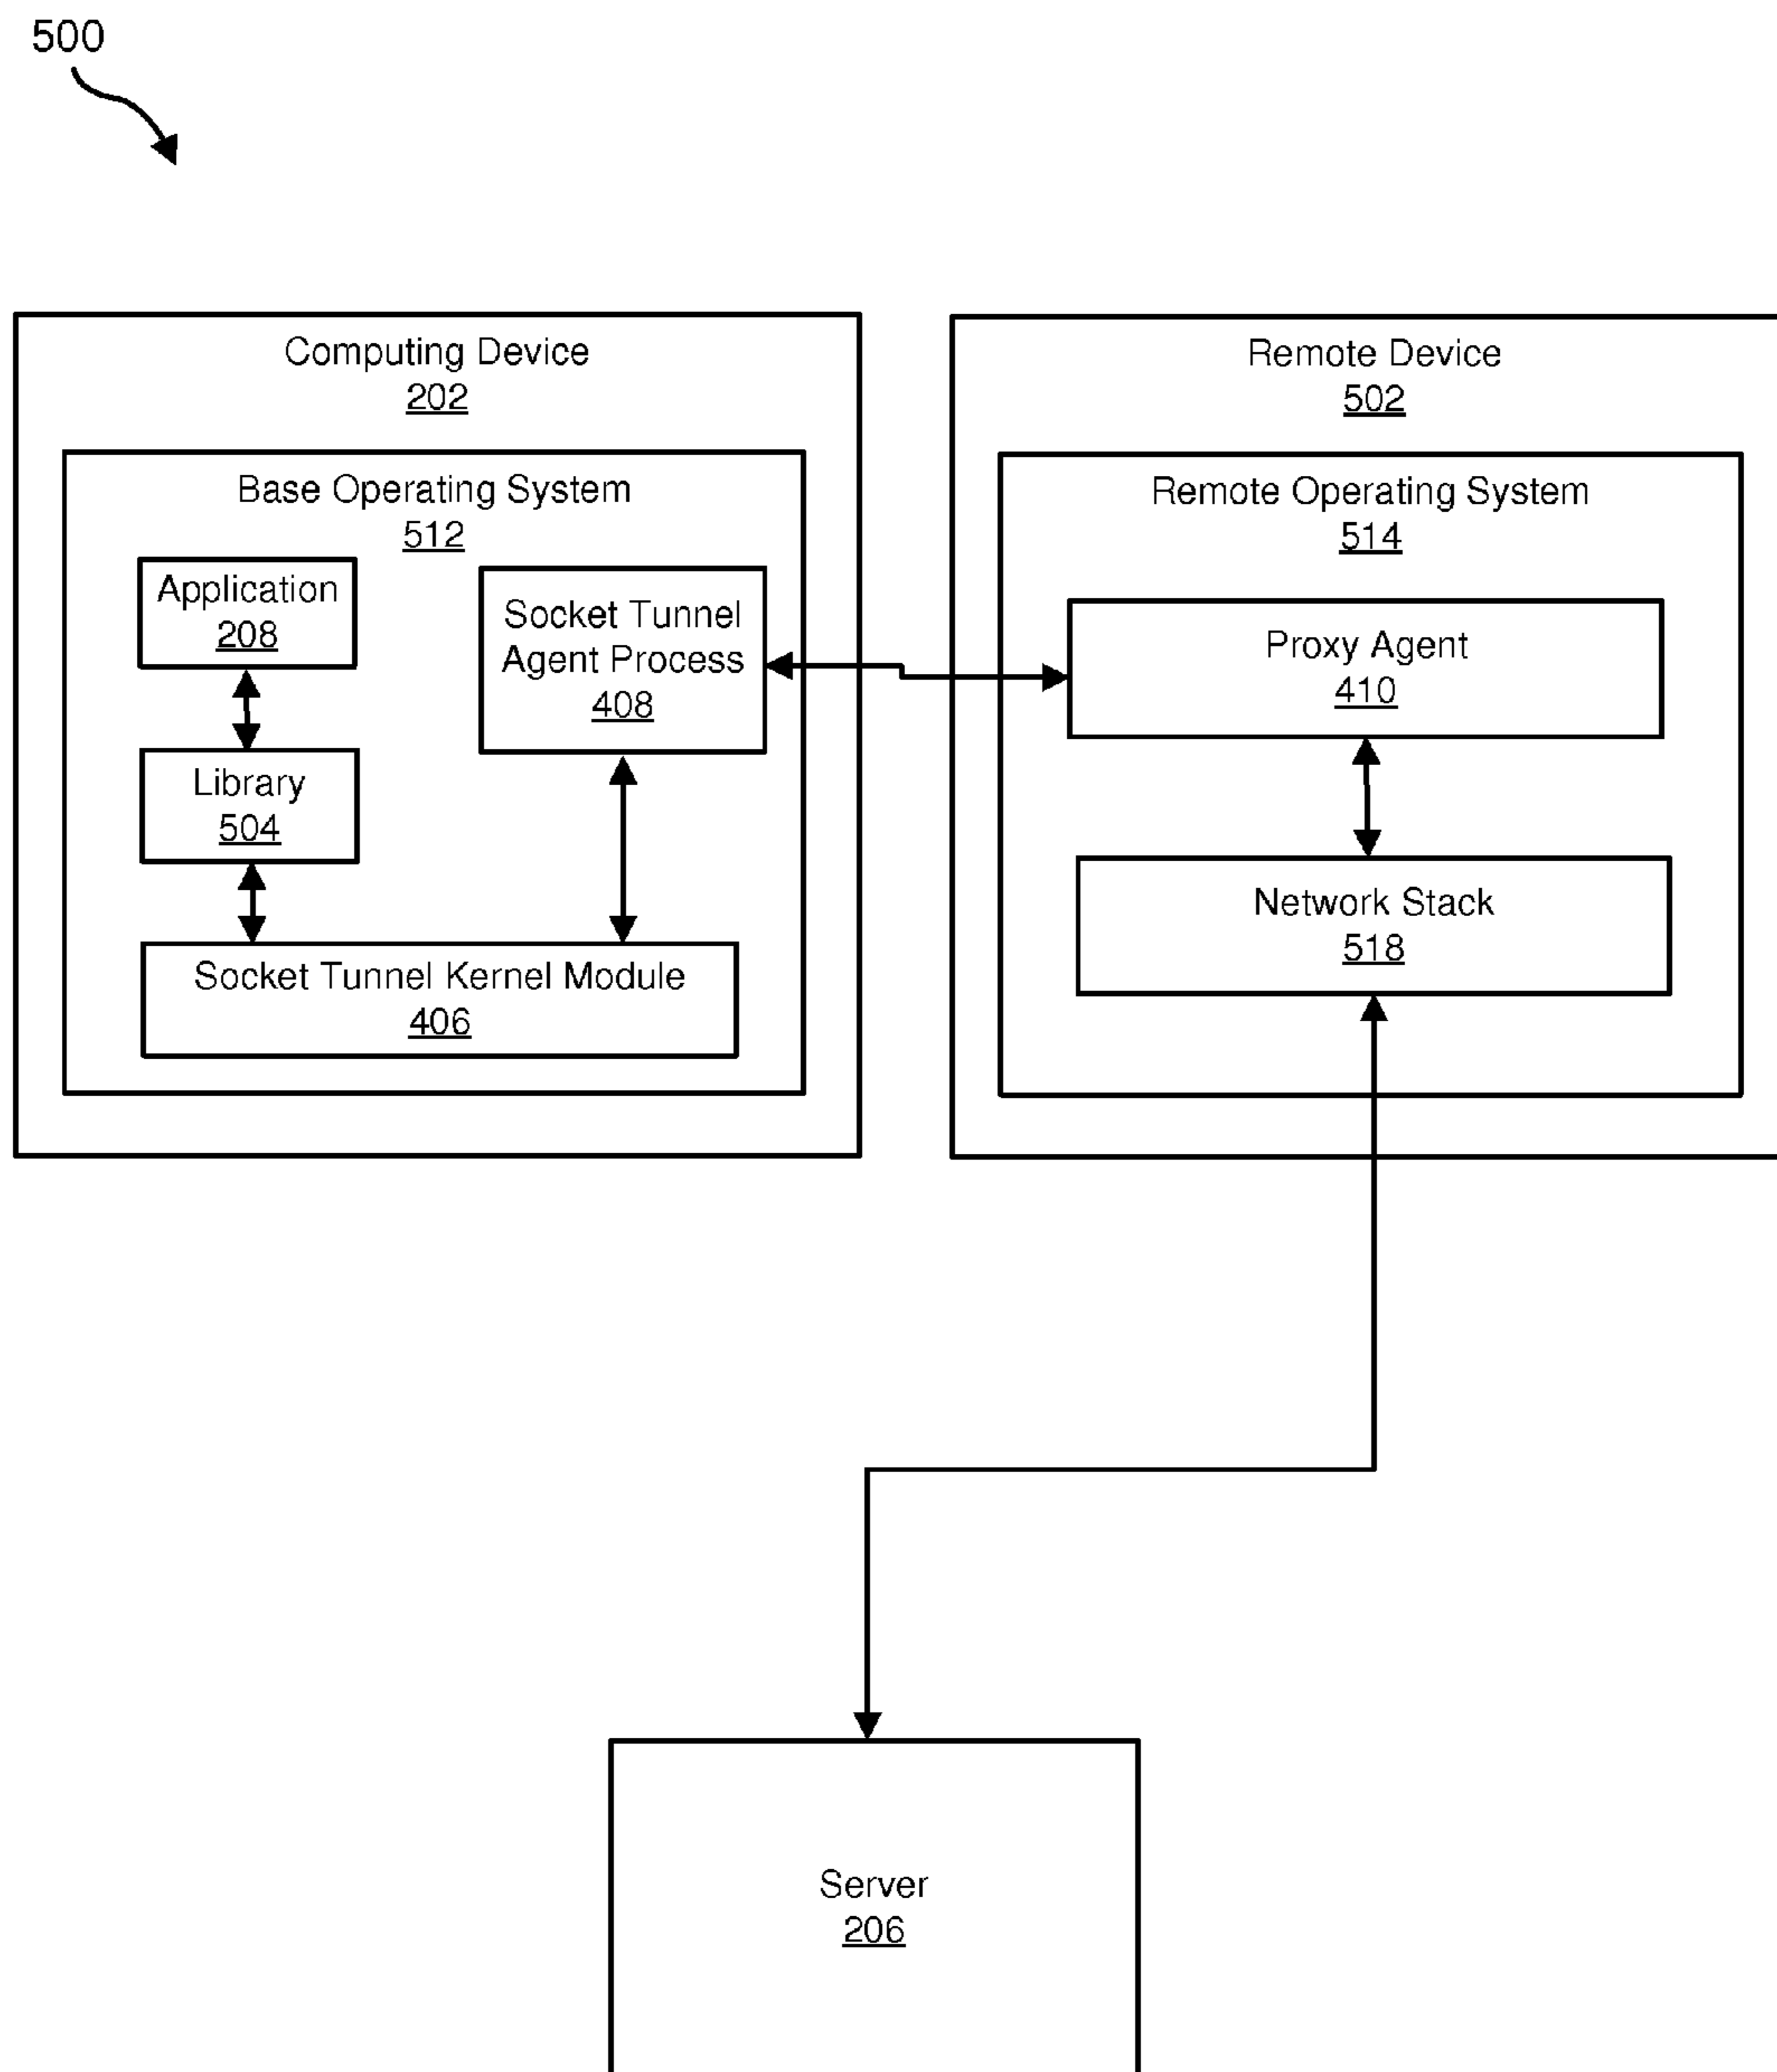 500
Computing Device
202
Base Operating System
512
Application
208
Library
504
Socket Tunnel
Agent Process
408
Socket Tunnel Kernel Module
406
Remote Device
502
Remote Operating System
514
Proxy Agent
410
Network Stack
518
Server
206